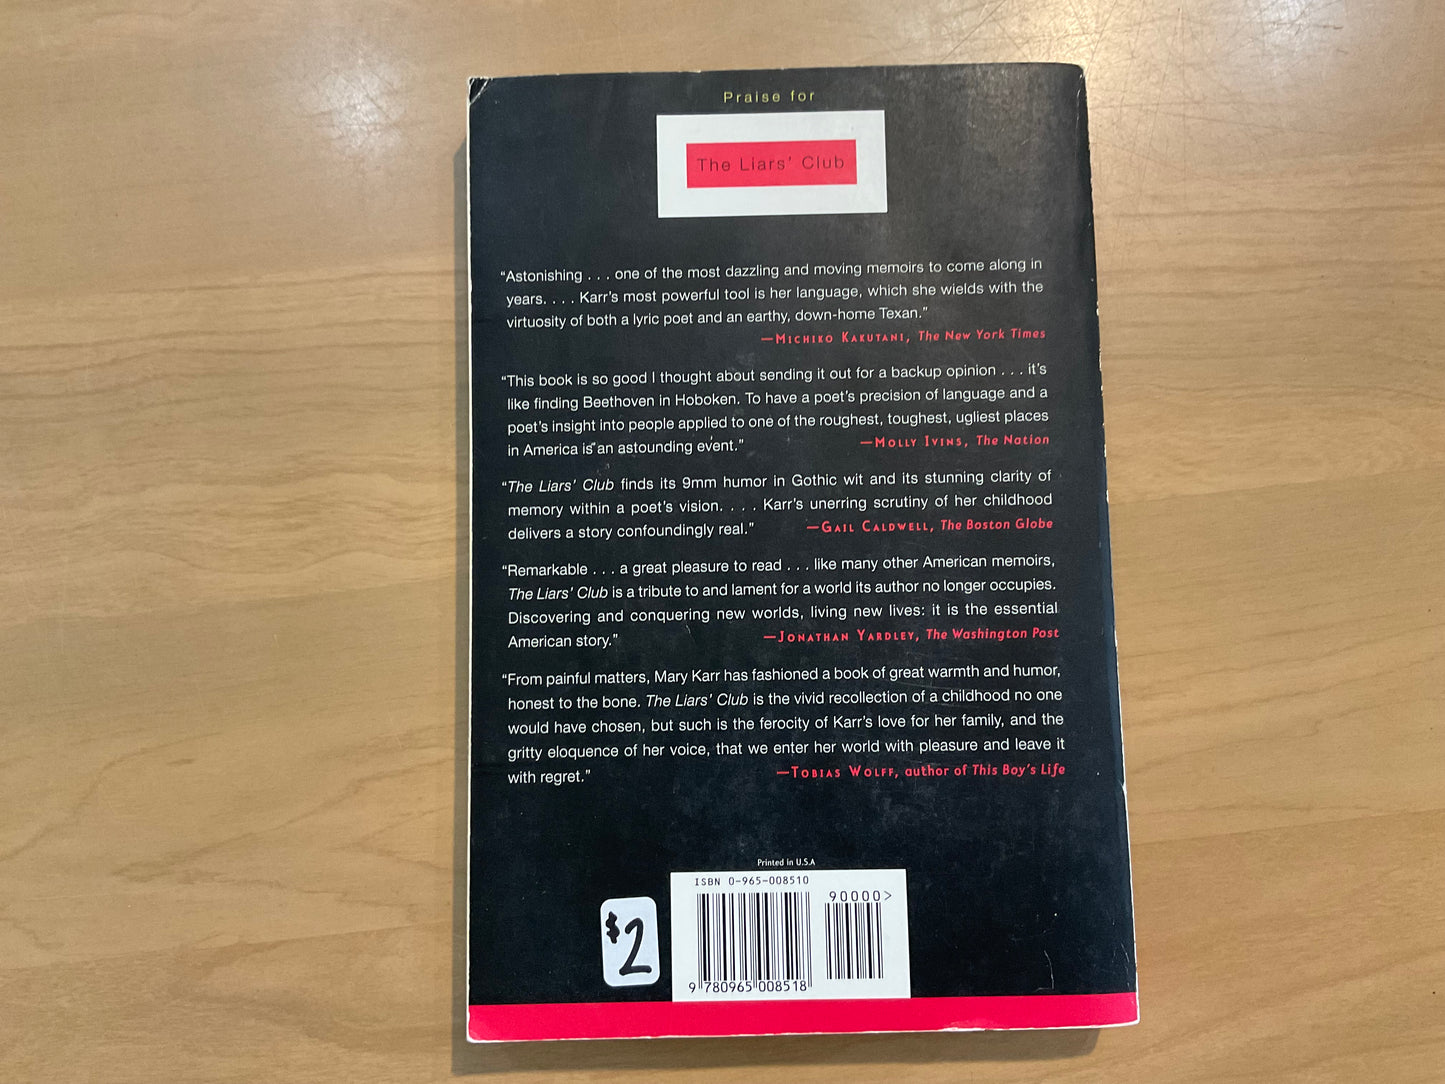 Praise for
The Liars' Club
“Astonishing . . . one of the most dazzling and moving memoirs to come along in
years. . . . Karr's most powerful tool is her language, which she wields with the
virtuosity of both a lyric poet and an earthy, down-home Texan.”
—MICHIKO KAKUTANI, The New York Times
“This book is so good I thought about sending it out for a backup opinion . . . it's
like finding Beethoven in Hoboken. To have a poet's precision of language and a
poet's insight into people applied to one of the roughest, toughest, ugliest places
in America is an astounding event.” —MOLLY IVINS, The Nation
“The Liars' Club finds its 9mm humor in Gothic wit and its stunning clarity of
memory within a poet's vision. . . . Karr's unerring scrutiny of her childhood
delivers a story confoundingly real.” —GAIL CALDWELL, The Boston Globe
“Remarkable . . . a great pleasure to read . . . like many other American memoirs,
The Liars' Club is a tribute to and lament for a world its author no longer occupies.
Discovering and conquering new worlds, living new lives: it is the essential
American story.” —JONATHAN YARDLEY, The Washington Post
“From painful matters, Mary Karr has fashioned a book of great warmth and humor,
honest to the bone. The Liars' Club is the vivid recollection of a childhood no one
would have chosen, but such is the ferocity of Karr's love for her family, and the
gritty eloquence of her voice, that we enter her world with pleasure and leave it
with regret.” —TOBIAS WOLFF, author of This Boy's Life
Printed in U.S.A
ISBN 0-965-008510
90000>
$2
9 780965 008518